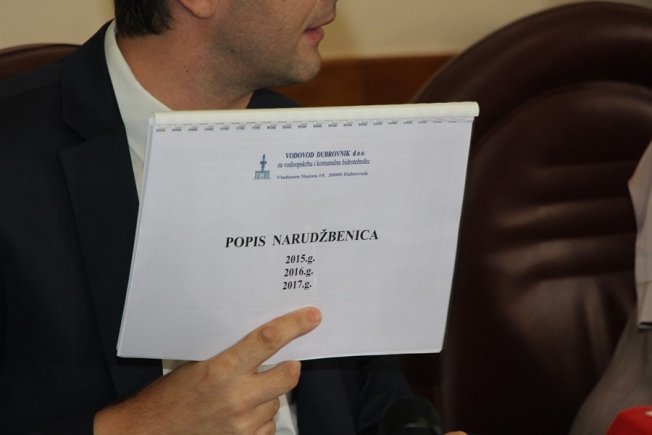 VODOVOD DUBROVNIK d.o.o.
za vodoopskrbu i komunalnu hidrotehniku
Vladimira Nazora 19, 20000 Dubrovnik
POPIS NARUDŽBENICA
2015.g.
2016.g.
2017.g.